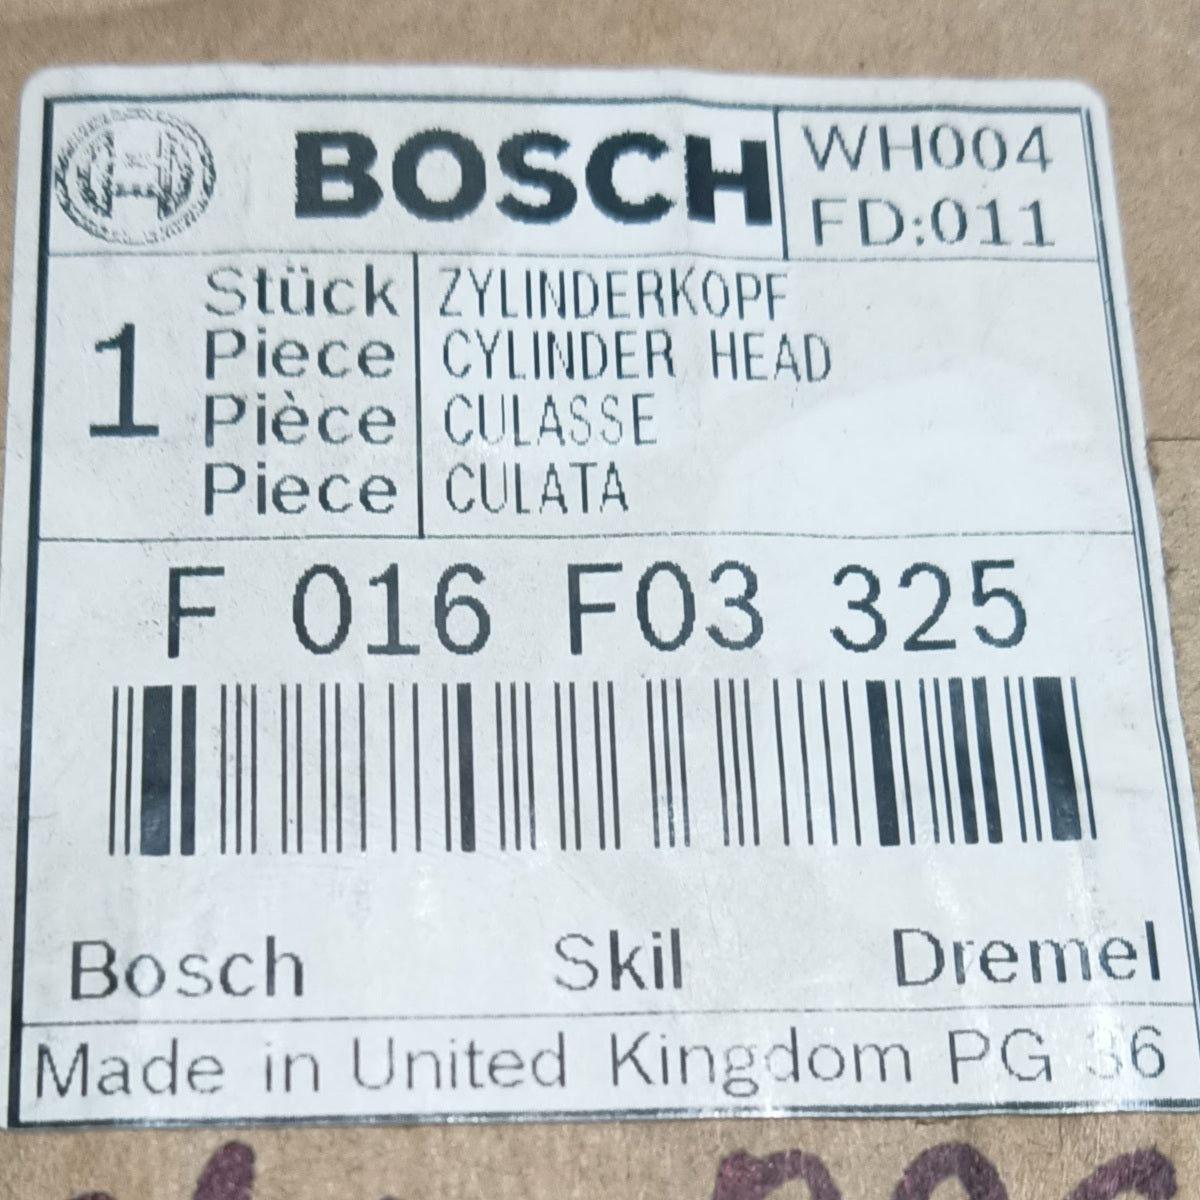 BOSCH
WH004
FD:011
1
Stück ZYLINDERKOPF
Piece CYLINDER HEAD
Pièce CULASSE
Piece CULATA
F 016 F03 325
Bosch Skil Dremel
Made in United Kingdom PG 36